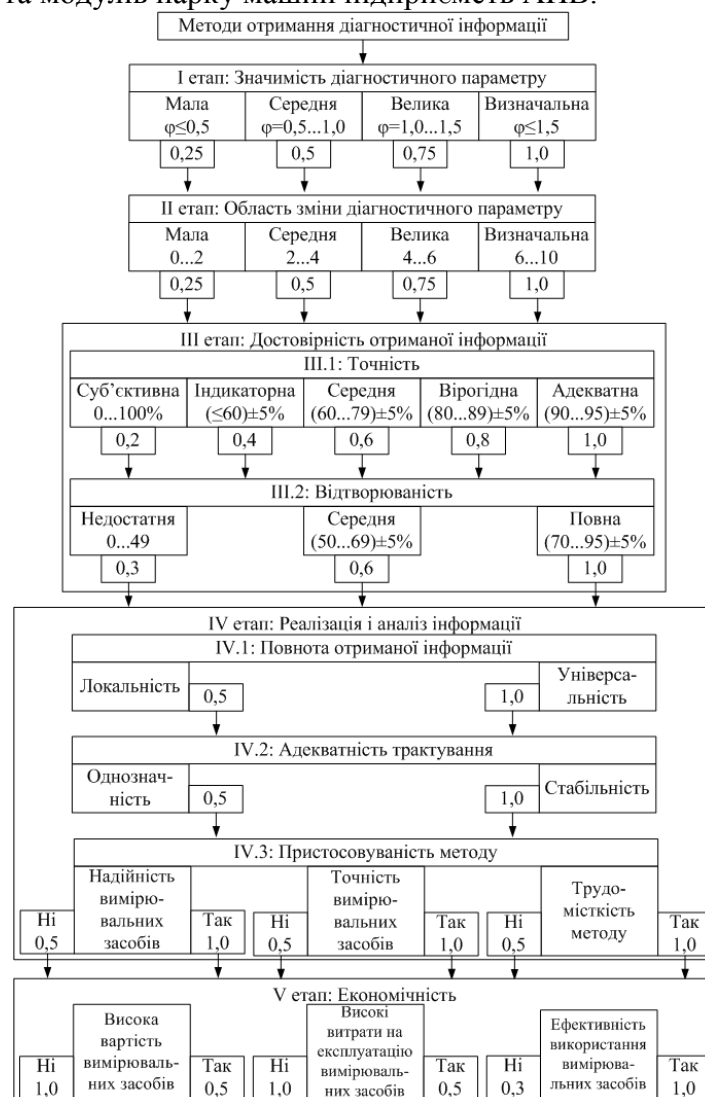 та модулів парку машин підприємств АПВ.
Методи отримання діагностичної інформації
І етап: Значимість діагностичного параметру
Мала Середня Велика Визначальна
φ≤0,5 φ=0,5...1,0 φ=1,0...1,5 φ≤1,5
0,25 0,5 0,75 1,0
ІІ етап: Область зміни діагностичного параметру
Мала Середня Велика Визначальна
0...2 2...4 4...6 6...10
0,25 0,5 0,75 1,0
ІІІ етап: Достовірність отриманої інформації
ІІІ.1: Точність
Суб’єктивна Індикаторна Середня Вірогідна Адекватна
0...100% (≤60)±5% (60...79)±5% (80...89)±5% (90...95)±5%
0,2 0,4 0,6 0,8 1,0
ІІІ.2: Відтворюваність
Недостатня Середня Повна
0...49 (50...69)±5% (70...95)±5%
0,3 0,6 1,0
IV етап: Реалізація і аналіз інформації
IV.1: Повнота отриманої інформації
Локальність 0,5 1,0 Універса-
льність
IV.2: Адекватність трактування
Однознач-
ність 0,5 1,0 Стабільність
IV.3: Пристосовуваність методу
Надійність
вимірю-
вальних
засобів
Ні
0,5
Так
1,0
Точність
вимірю-
вальних
засобів
Ні
0,5
Так
1,0
Трудо-
місткість
методу
Ні
0,5
Так
1,0
V етап: Економічність
Висока
вартість
вимірюваль-
них засобів
Ні
1,0
Так
0,5
Високі
витрати на
експлуатацію
вимірюваль-
них засобів
Ні
1,0
Так
0,5
Ефективність
використання
вимірюва-
льних засобів
Ні
0,3
Так
1,0